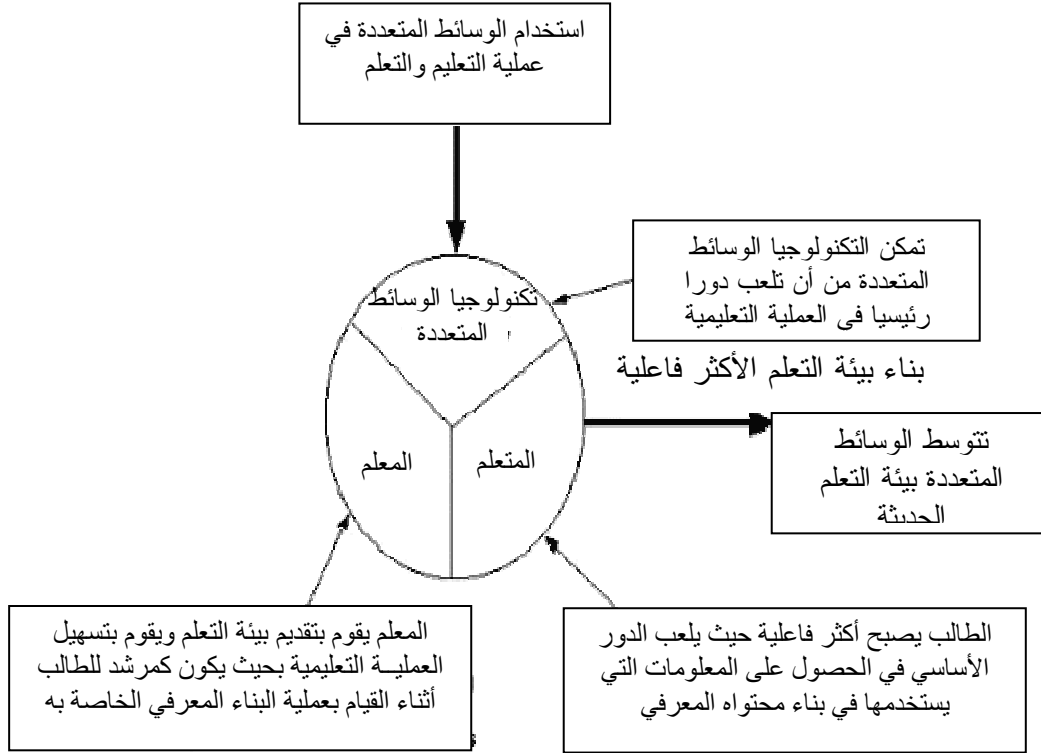 استخدام الوسائط المتعددة في
عملية التعليم والتعلم
تمكن التكنولوجيا الوسائط
المتعددة من أن تلعب دورا
رئيسيا فى العملية التعليمية
تكنولوجيا الوسائط
المتعددة
بناء بيئة التعلم الأكثر فاعلية
تتوسط الوسائط
المتعددة بيئة التعلم
الحديثة
المتعلم
المعلم
الطالب يصبح أكثر فاعلية حيث يلعب الدور
الأساسي في الحصول على المعلومات التي
يستخدمها في بناء محتواه المعرفي
المعلم يقوم بتقديم بيئة التعلم ويقوم بتسهيل
العمليــة التعليمية بحيث يكون كمرشد للطالب
أثناء القيام بعملية البناء المعرفي الخاصة به